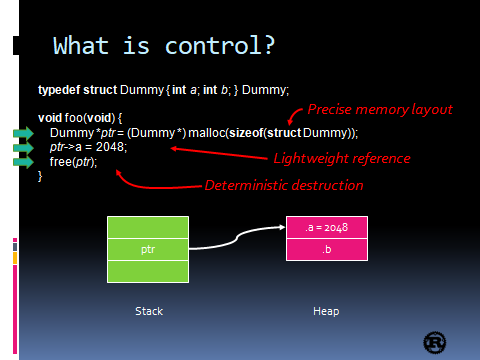 What is control?
typedef struct Dummy { int a; int b; } Dummy;
void foo(void) {
Precise memory layout
Dummy *ptr = (Dummy *) malloc(sizeof(struct Dummy));
ptr->a = 2048;
Lightweight reference
free(ptr);
}
Deterministic destruction
.a = 2048
ptr
.b
Stack
Heap
R